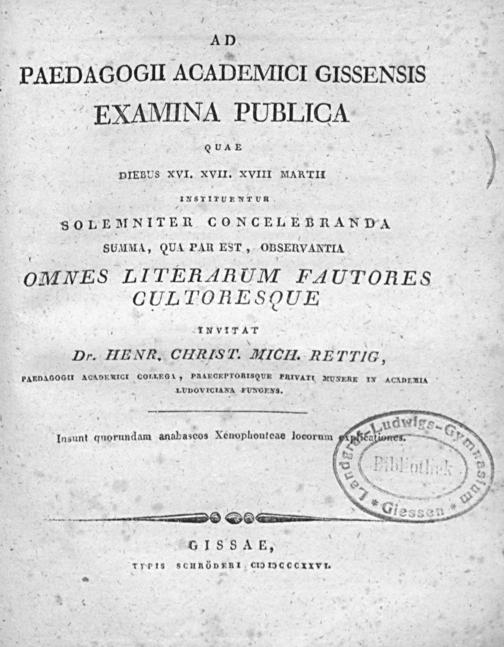 AD
PAEDAGOGII ACADEMICI GISSENSIS
EXAMINA PUBLICA
QUAE
DIEBUS XVI. XVII. XVIII MARTII
INSTITUENTUR
SOLEMNITER CONCELEBRANDA
SUMMA, QUA PAR EST, OBSERVANTIA
OMNES LITERARUM FAUTORES
CULTORESQUE
INVITAT
Dr. HENR. CHRIST. MICH. RETTIG,
PAEDAGOGII ACADEMICI COLLEGA, PRAECEPTORISQUE PRIVATI MUNERE IN ACADEMIA
LUDOVICIANA FUNGENS.
Insunt quorundam anabaseos Xenophonteae locorum explicationes.
Landgraf-Ludwigs-Gymnasium
Bibliothek
* Giessen *
GISSAE,
TYPIS SCHRÖDERI CIƆ IƆCCCXXVI.